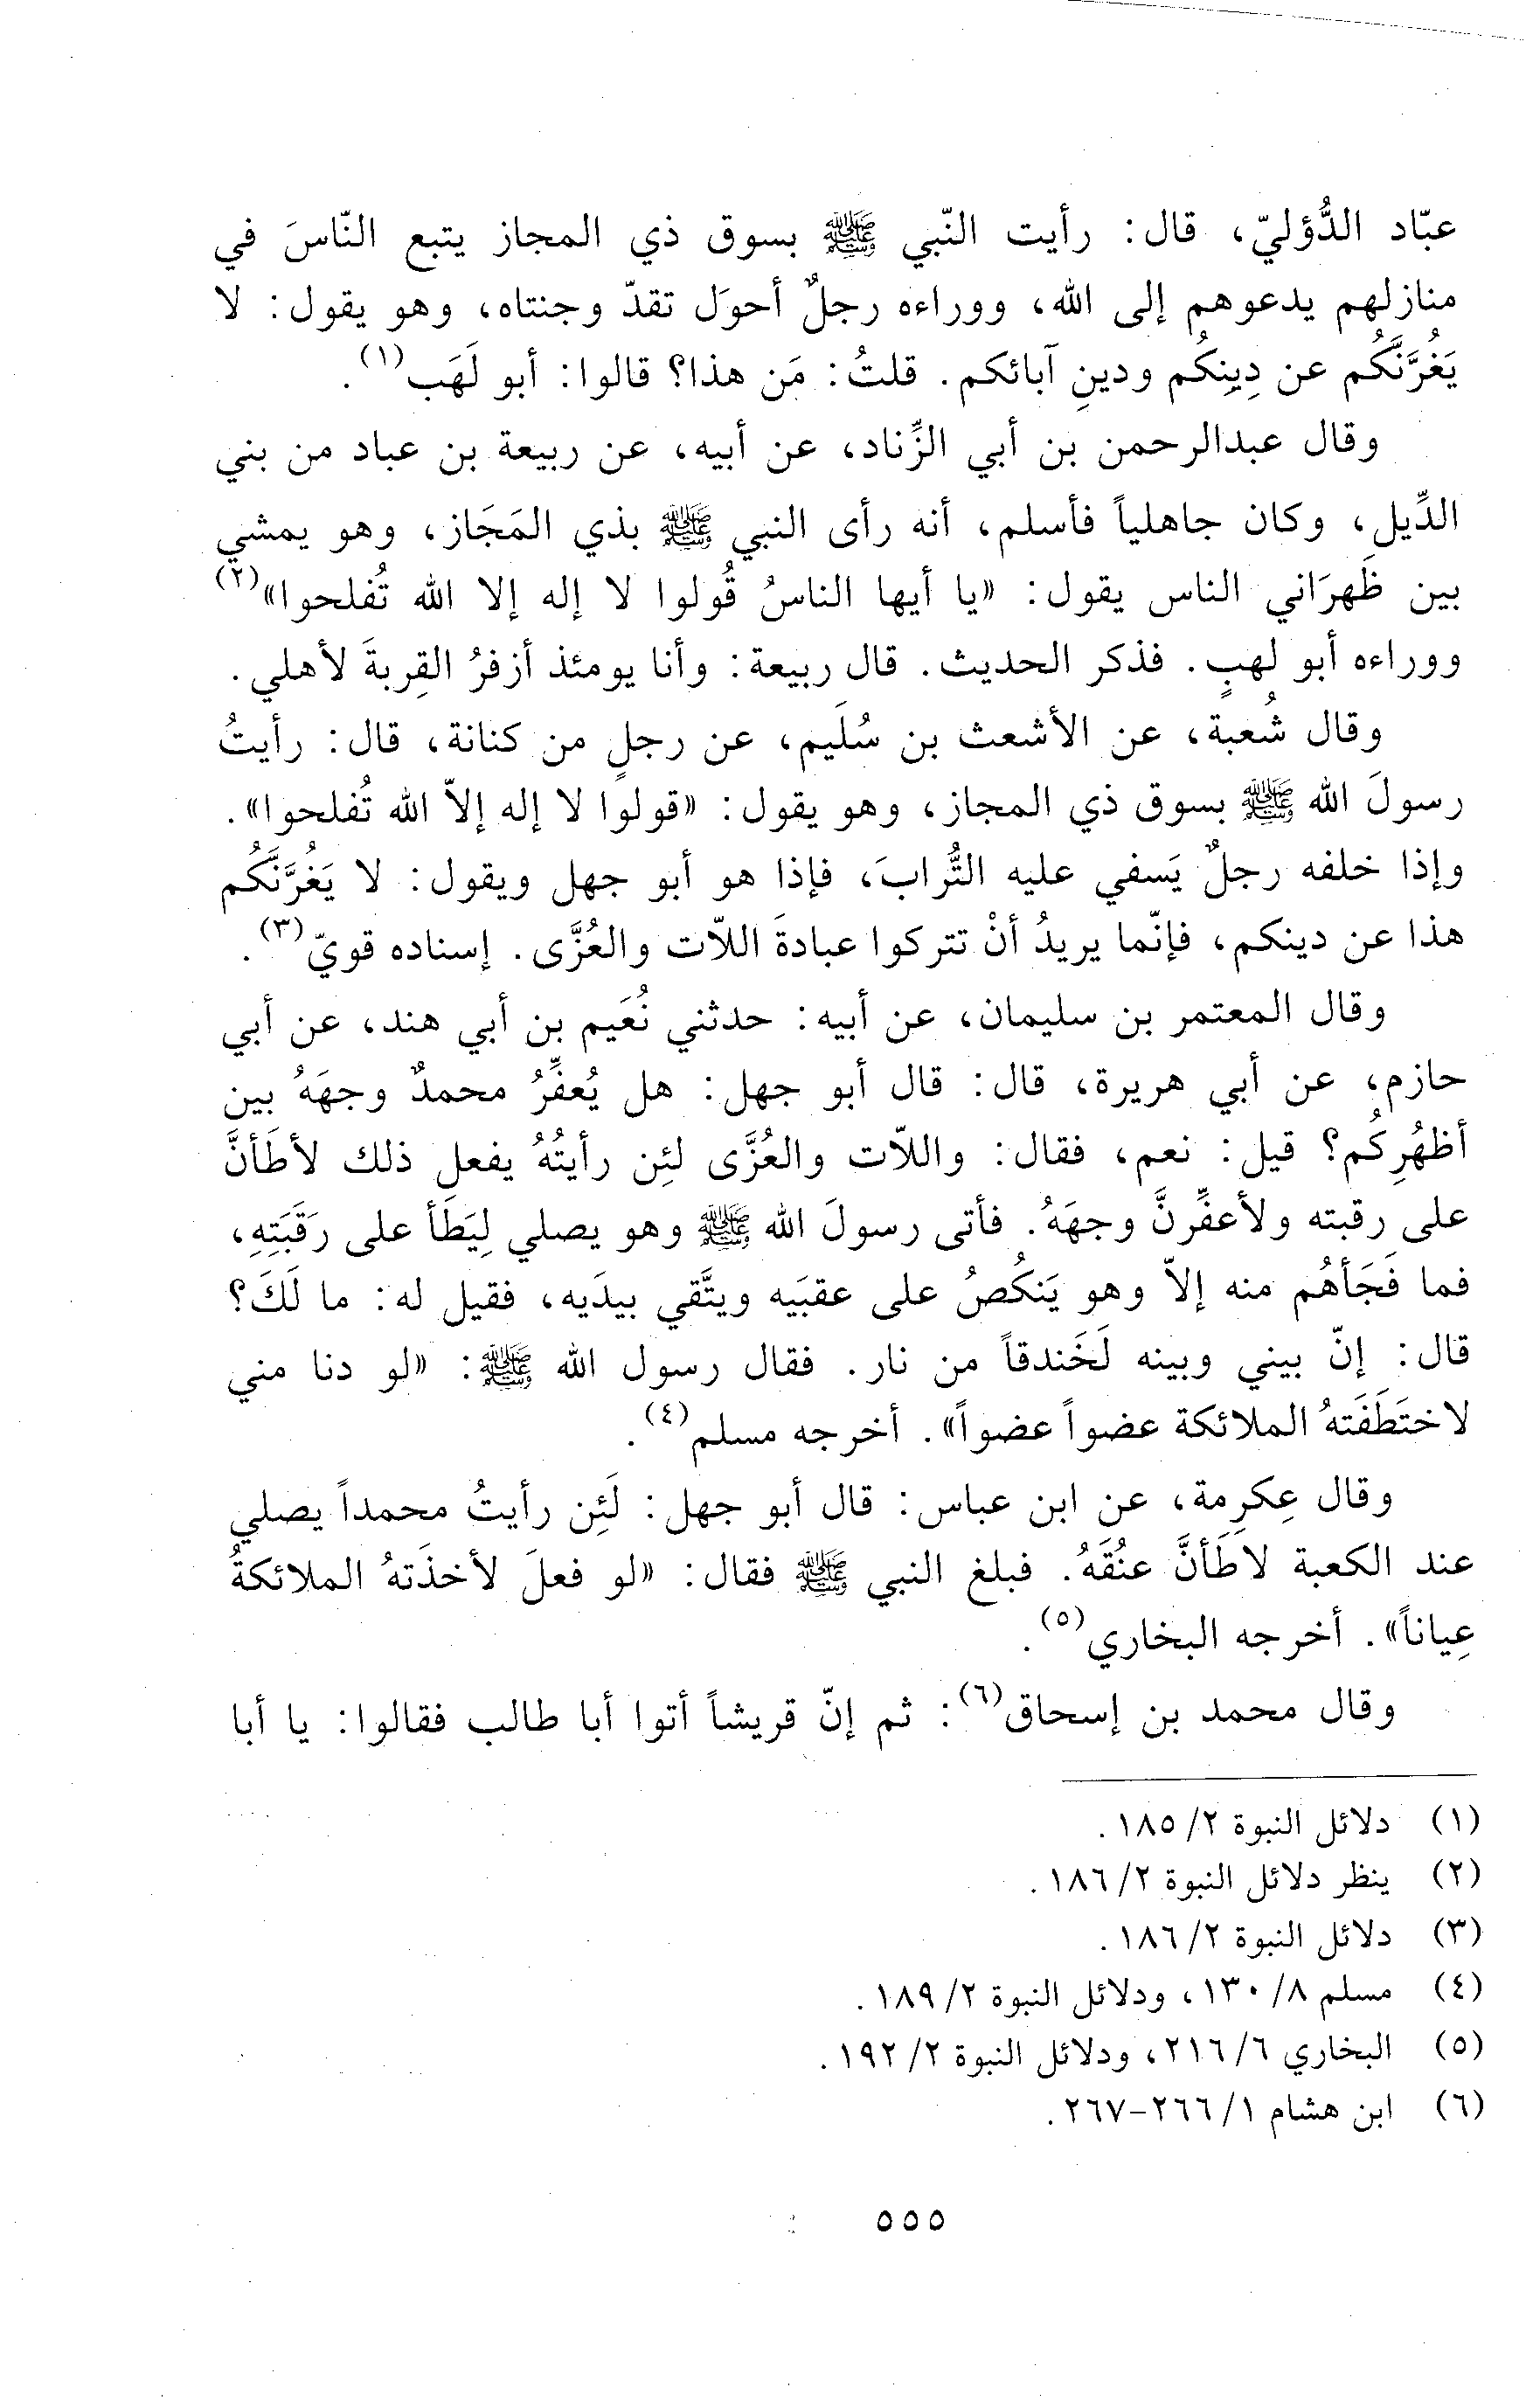 عبّاد الدُّؤليّ، قال: رأيت النّبي ﷺ بسوق ذي المجاز يتبع النّاسَ في
منازلهم يدعوهم إلى الله، ووراءه رجلٌ أحوَل تقدّ وجنتاه، وهو يقول: لا
يَغُرَّنَّكُم عن دِينِكُم ودينِ آبائكم. قلتُ: مَن هذا؟ قالوا: أبو لَهَب(١).
وقال عبدالرحمن بن أبي الزِّناد، عن أبيه، عن ربيعة بن عباد من بني
الدِّيل، وكان جاهلياً فأسلم، أنه رأى النبي ﷺ بذي المَجَاز، وهو يمشي
بين ظَهرَاني الناس يقول: «يا أيها الناسُ قُولوا لا إله إلا الله تُفلحوا»(٢)
ووراءه أبو لهبٍ. فذكر الحديث. قال ربيعة: وأنا يومئذ أزفرُ القِربةَ لأهلي.
وقال شُعبة، عن الأشعث بن سُلَيم، عن رجلٍ من كنانة، قال: رأيتُ
رسولَ الله ﷺ بسوق ذي المجاز، وهو يقول: «قولوا لا إله إلاّ الله تُفلحوا».
وإذا خلفه رجلٌ يَسفي عليه التُّرابَ، فإذا هو أبو جهل ويقول: لا يَغُرَّنَّكُم
هذا عن دينكم، فإنّما يريدُ أنْ تتركوا عبادةَ اللاّت والعُزَّى. إسناده قويّ(٣).
وقال المعتمر بن سليمان، عن أبيه: حدثني نُعَيم بن أبي هند، عن أبي
حازم، عن أبي هريرة، قال: قال أبو جهل: هل يُعفِّرُ محمدٌ وجهَهُ بين
أظهُرِكُم؟ قيل: نعم، فقال: واللاّت والعُزَّى لئِن رأيتُهُ يفعل ذلك لأطَأنَّ
على رقبته ولأعفِّرنَّ وجهَهُ. فأتى رسولَ الله ﷺ وهو يصلي لِيَطَأ على رَقَبَتِهِ،
فما فَجَأهُم منه إلاّ وهو يَنكُصُ على عقبَيه ويتَّقي بيدَيه، فقيل له: ما لَكَ؟
قال: إنّ بيني وبينه لَخَندقاً من نار. فقال رسول الله ﷺ: «لو دنا مني
لاختَطَفَتهُ الملائكة عضواً عضواً». أخرجه مسلم(٤).
وقال عِكرِمة، عن ابن عباس: قال أبو جهل: لَئِن رأيتُ محمداً يصلي
عند الكعبة لأطَأنَّ عنُقَهُ. فبلغ النبي ﷺ فقال: «لو فعلَ لأخذَتهُ الملائكةُ
عِياناً». أخرجه البخاري(٥).
وقال محمد بن إسحاق(٦): ثم إنّ قريشاً أتوا أبا طالب فقالوا: يا أبا
(١) دلائل النبوة ٢/ ١٨٥.
(٢) ينظر دلائل النبوة ٢/ ١٨٦.
(٣) دلائل النبوة ٢/ ١٨٦.
(٤) مسلم ٨/ ١٣٠، ودلائل النبوة ٢/ ١٨٩.
(٥) البخاري ٦/ ٢١٦، ودلائل النبوة ٢/ ١٩٢.
(٦) ابن هشام ١/ ٢٦٦-٢٦٧.
٥٥٥